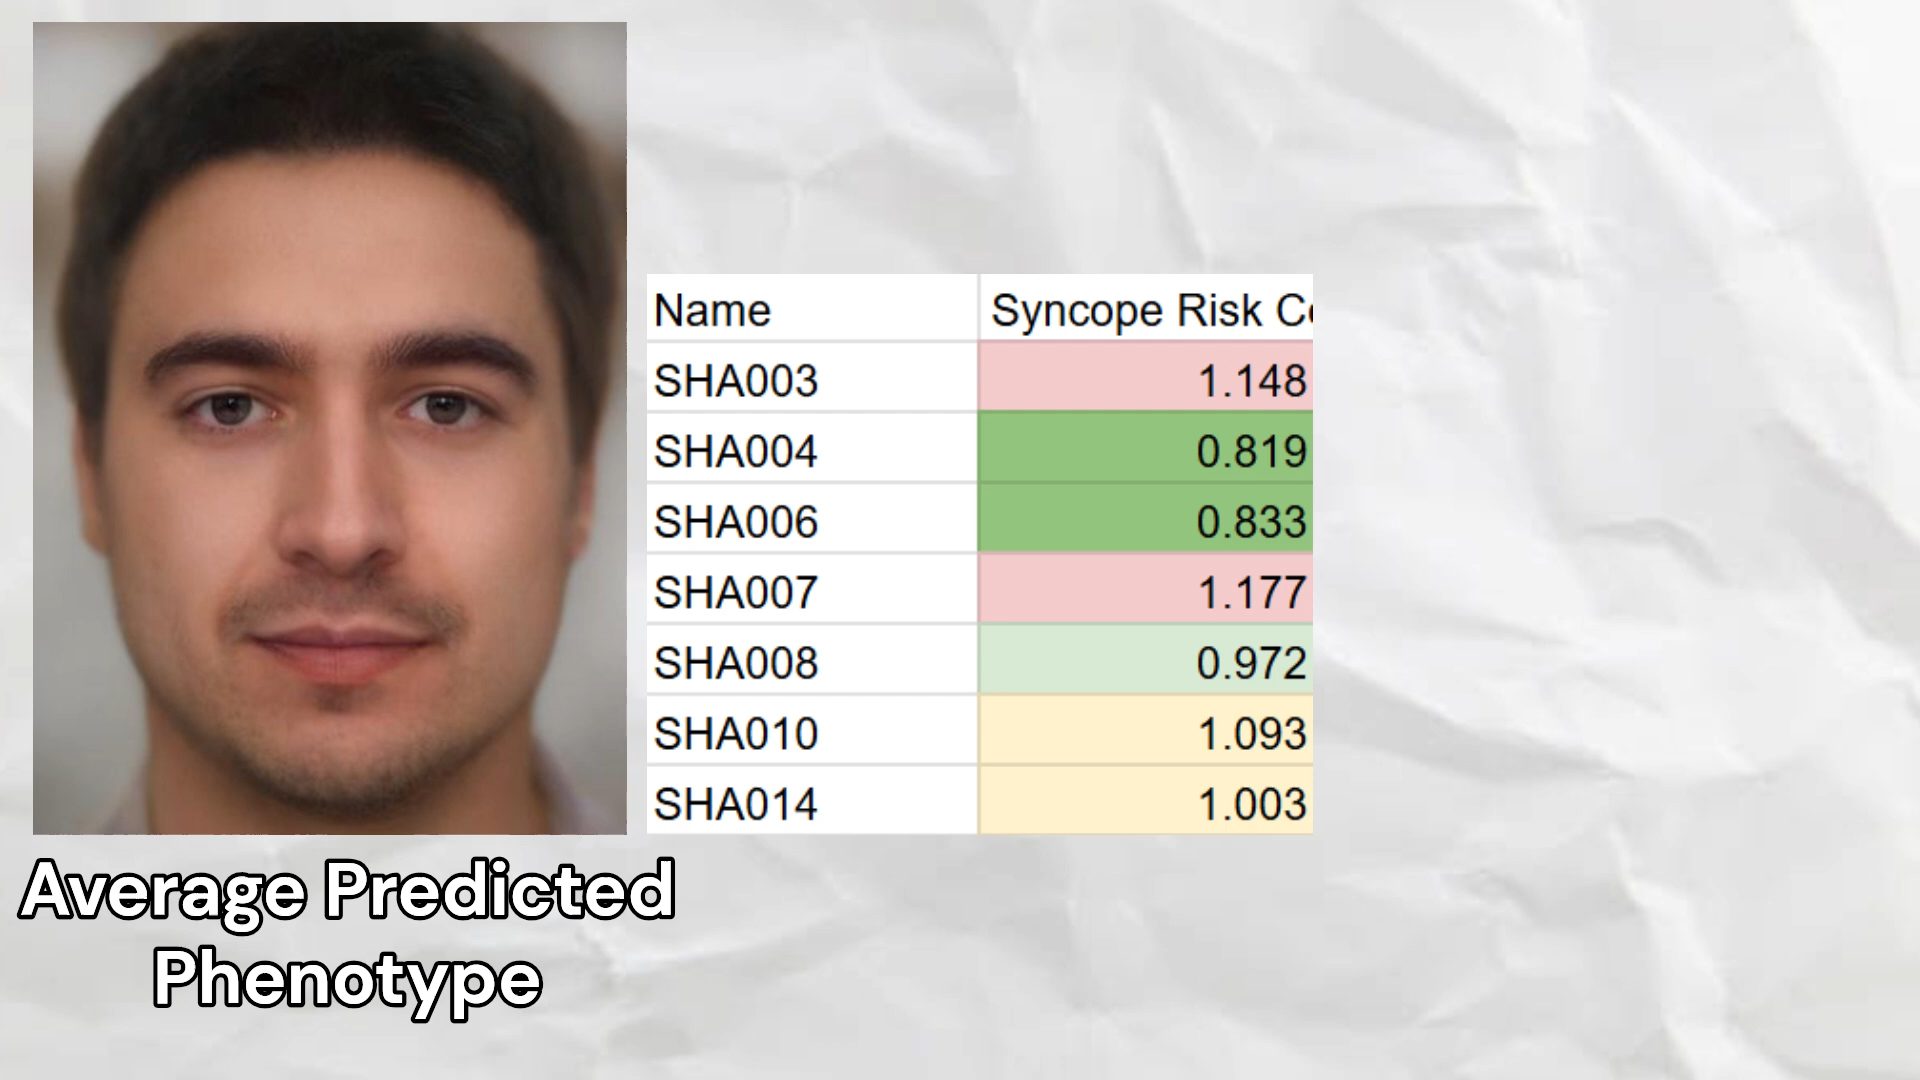 Name Syncope Risk
SHA003 1.148
SHA004 0.819
SHA006 0.833
SHA007 1.177
SHA008 0.972
SHA010 1.093
SHA014 1.003
Average Predicted
Phenotype